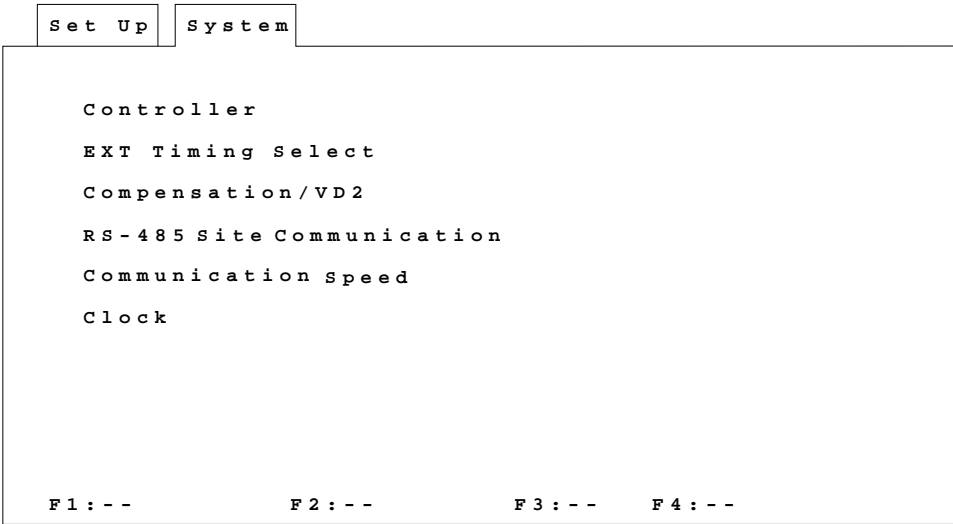 Set Up System
Controller
EXT Timing Select
Compensation/VD2
RS-485 Site Communication
Communication Speed
Clock
F1:-- F2:-- F3:-- F4:--